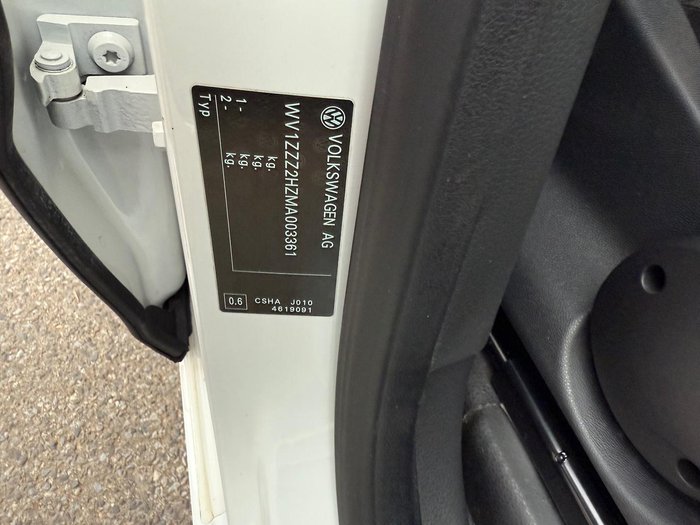 VOLKSWAGEN AG
WV1ZZZ2HZMA003361
kg.
kg.
1- kg.
2- kg.
Typ
CSHA J010
0.6 4619091